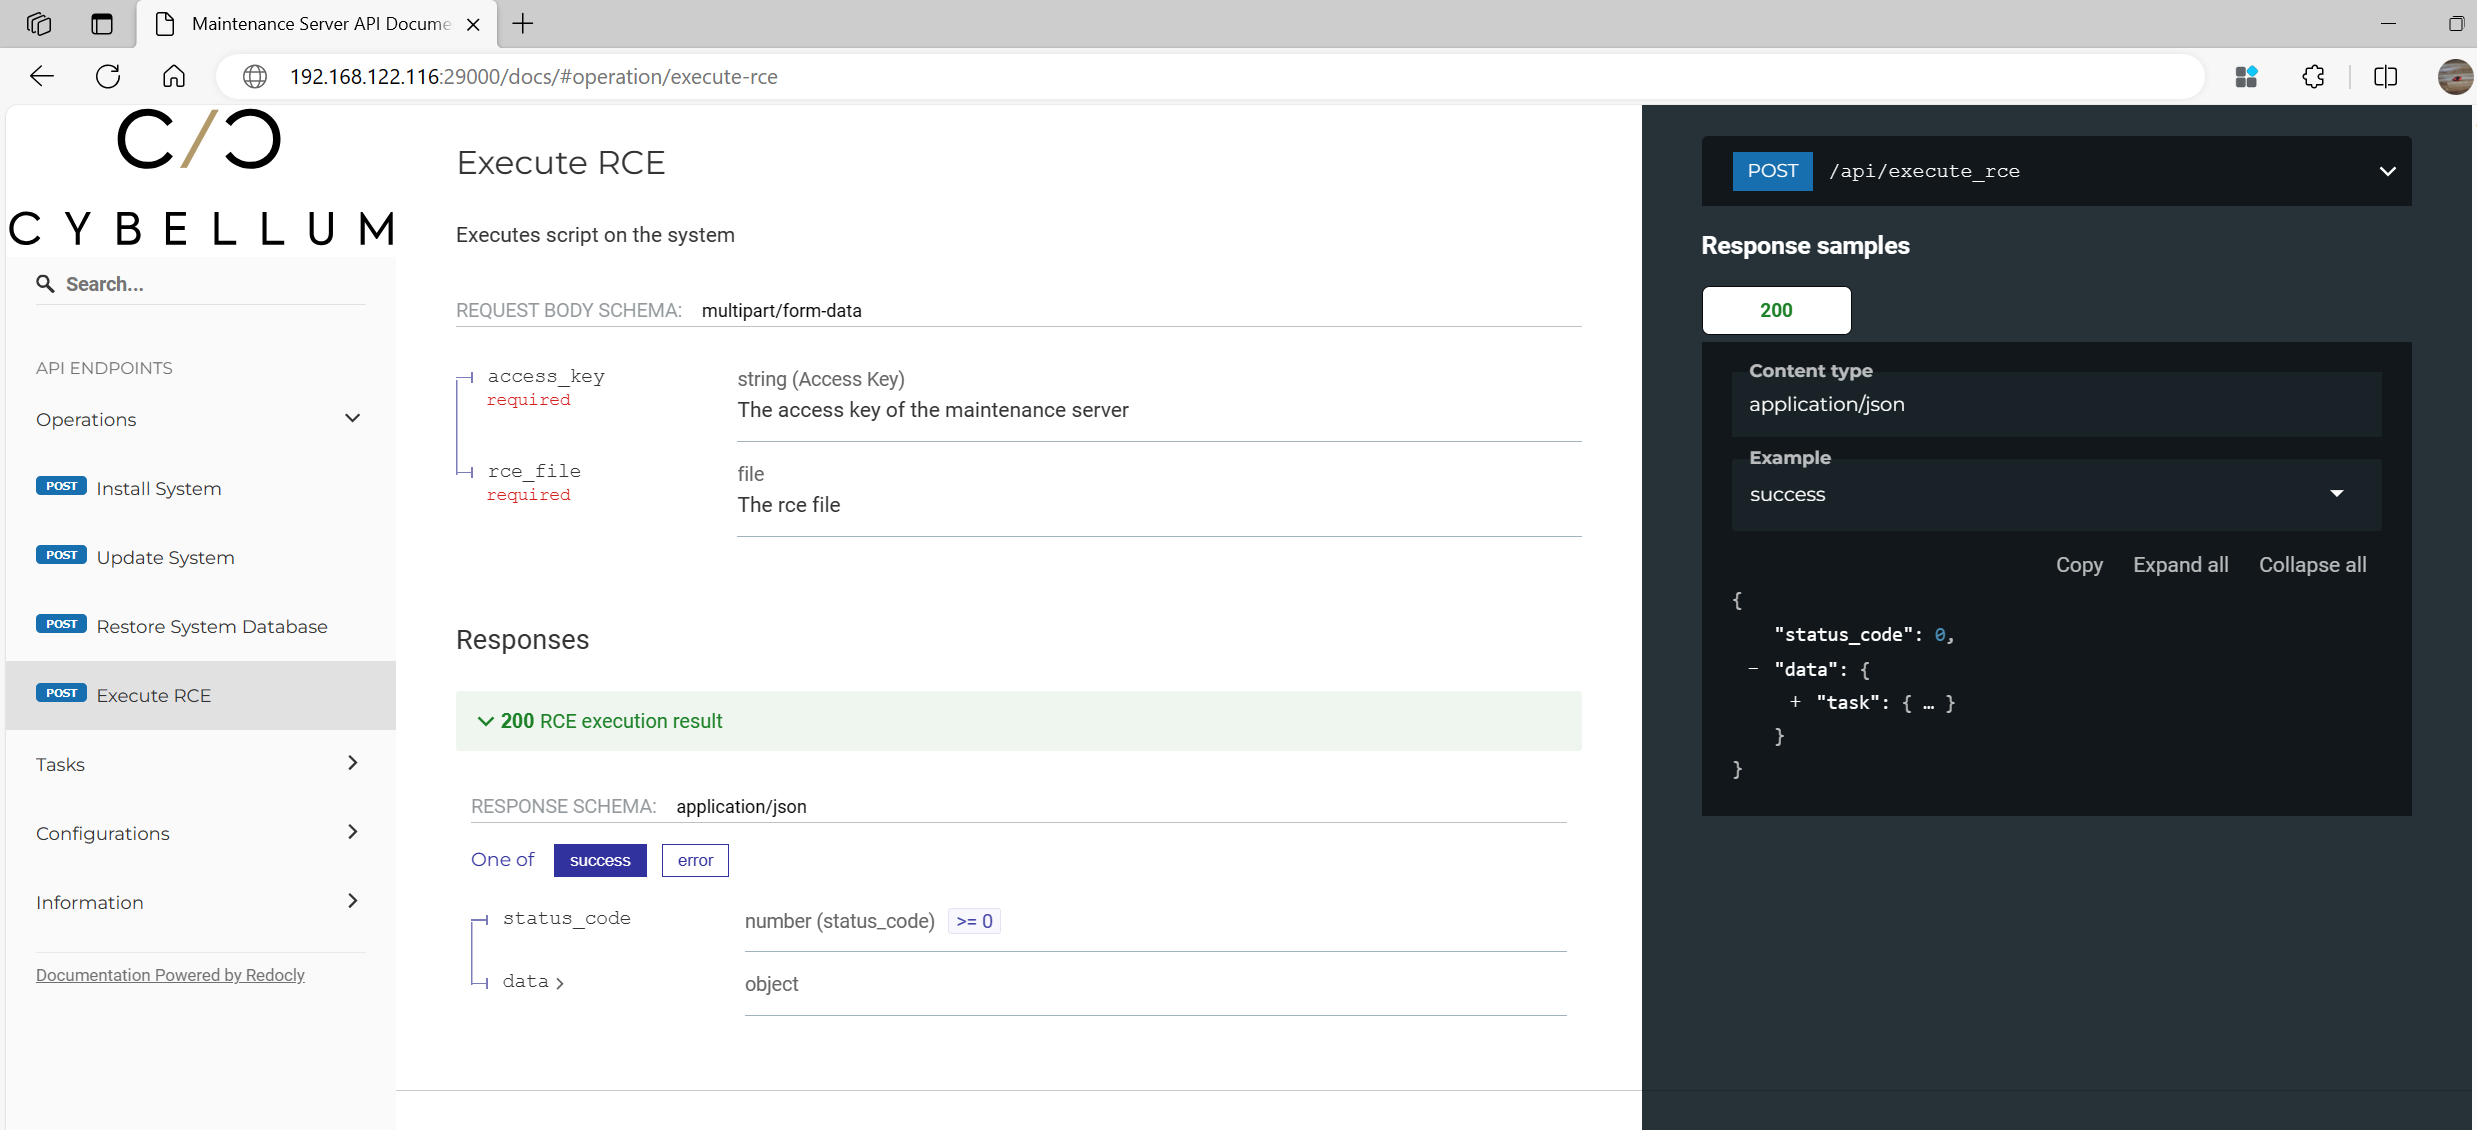 Maintenance Server API Docume
192.168.122.116:29000/docs/#operation/execute-rce
C/C
CYBELLUM
Search...
API ENDPOINTS
Operations
POST Install System
POST Update System
POST Restore System Database
POST Execute RCE
Tasks
Configurations
Information
Documentation Powered by Redocly
Execute RCE
Executes script on the system
REQUEST BODY SCHEMA: multipart/form-data
access_key
required
string (Access Key)
The access key of the maintenance server
rce_file
required
file
The rce file
Responses
200 RCE execution result
RESPONSE SCHEMA: application/json
One of success error
status_code
number (status_code) >= 0
data
object
POST /api/execute_rce
Response samples
200
Content type
application/json
Example
success
Copy Expand all Collapse all
{
"status_code": 0,
- "data": {
+ "task": { … }
}
}